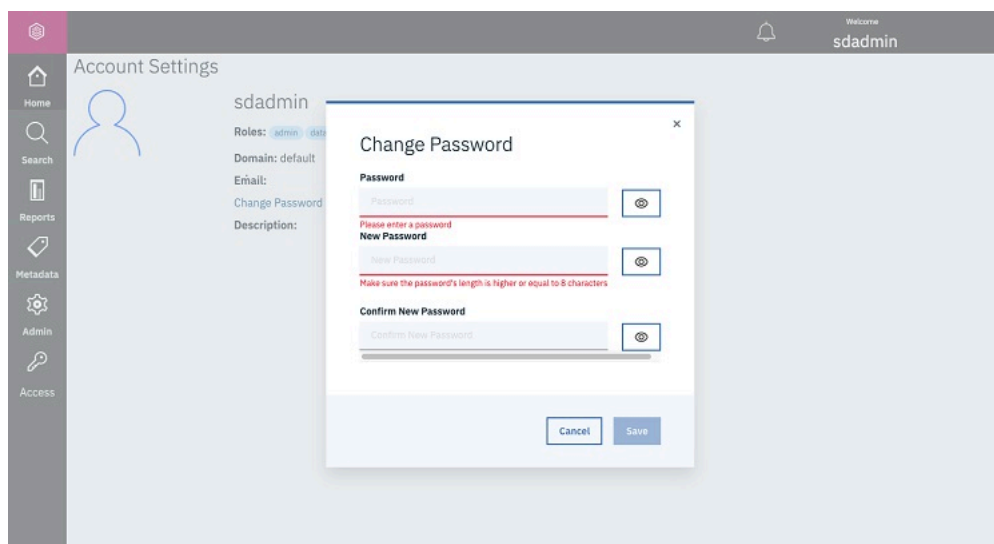 Welcome
sdadmin
Account Settings
Home
Search
Reports
Metadata
Admin
Access
sdadmin
Roles: admin data
Domain: default
Email:
Change Password
Description:
×
Change Password
Password
Password
Please enter a password
New Password
New Password
Make sure the password's length is higher or equal to 8 characters
Confirm New Password
Confirm New Password
Cancel
Save